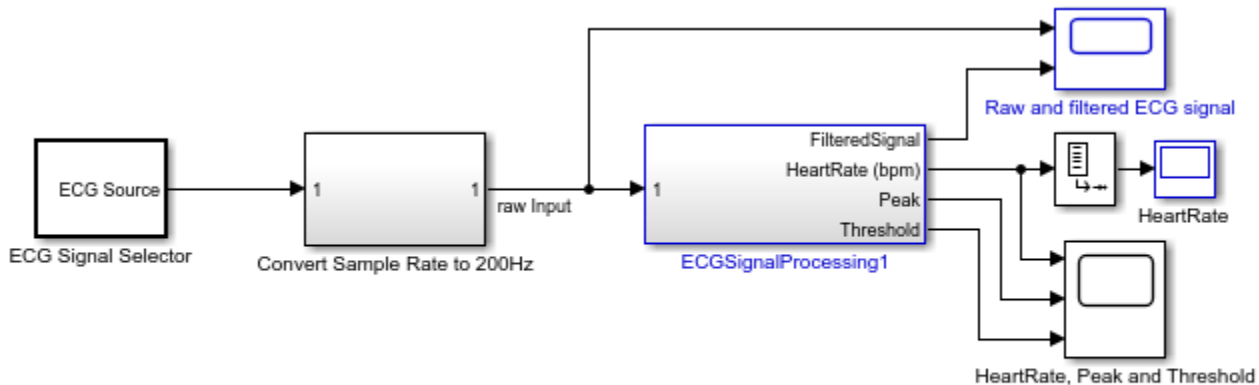 Raw and filtered ECG signal
ECG Source
ECG Signal Selector
1 1
Convert Sample Rate to 200Hz
raw Input
1
FilteredSignal
HeartRate (bpm)
Peak
Threshold
ECGSignalProcessing1
HeartRate
HeartRate, Peak and Threshold